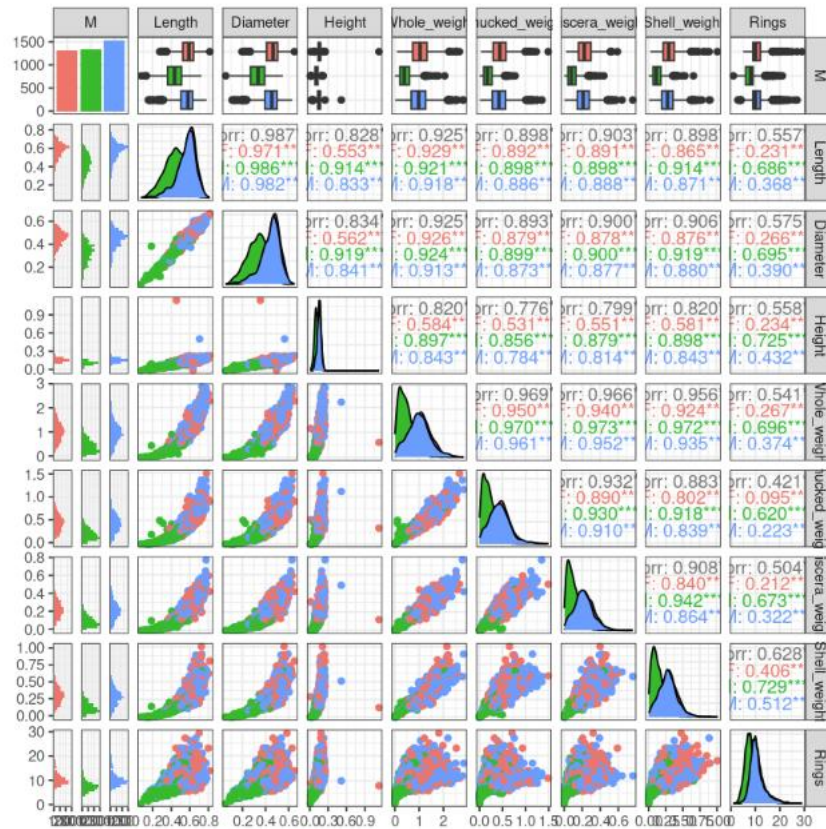 M Length Diameter Height Whole_weigh nucked_weig iscera_weig Shell_weight Rings
1500
1000
500
0
M
0.8 orr: 0.987* orr: 0.828* orr: 0.925* orr: 0.898* orr: 0.903* orr: 0.898* orr: 0.557
0.6 F: 0.971** F: 0.553** F: 0.929** F: 0.892** F: 0.891** F: 0.865** F: 0.231**
0.4 I: 0.986*** I: 0.914*** I: 0.921*** I: 0.898*** I: 0.898*** I: 0.914*** I: 0.686***
0.2 M: 0.982** M: 0.833** M: 0.918** M: 0.886** M: 0.888** M: 0.871** M: 0.368**
Length
0.6 orr: 0.834* orr: 0.925* orr: 0.893* orr: 0.900* orr: 0.906* orr: 0.575
F: 0.562** F: 0.926** F: 0.879** F: 0.878** F: 0.876** F: 0.266**
0.4 I: 0.919*** I: 0.924*** I: 0.899*** I: 0.900*** I: 0.919*** I: 0.695***
0.2 M: 0.841** M: 0.913** M: 0.873** M: 0.877** M: 0.880** M: 0.390**
Diameter
0.9 orr: 0.820* orr: 0.776* orr: 0.799* orr: 0.820* orr: 0.558
0.6 F: 0.584** F: 0.531** F: 0.551** F: 0.581** F: 0.234**
0.3 I: 0.897*** I: 0.856*** I: 0.879*** I: 0.898*** I: 0.725***
0.0 M: 0.843** M: 0.784** M: 0.814** M: 0.843** M: 0.432**
Height
3 orr: 0.969* orr: 0.966* orr: 0.956* orr: 0.541
2 F: 0.950** F: 0.940** F: 0.924** F: 0.267**
1 I: 0.970*** I: 0.973*** I: 0.972*** I: 0.696***
0 M: 0.961** M: 0.952** M: 0.935** M: 0.374**
Whole_weigh
1.5 orr: 0.932* orr: 0.883* orr: 0.421
1.0 F: 0.890** F: 0.802** F: 0.095**
0.5 I: 0.930*** I: 0.918*** I: 0.620***
0.0 M: 0.910** M: 0.839** M: 0.223**
nucked_weig
0.8 orr: 0.908* orr: 0.504
0.6 F: 0.840** F: 0.212**
0.4 I: 0.942*** I: 0.673***
0.2 M: 0.864** M: 0.322**
0.0
iscera_weig
1.00 orr: 0.628
0.75 F: 0.406**
0.50 I: 0.729***
0.25 M: 0.512**
0.00
Shell_weight
30
20
10
0
Rings
0.2 0.4 0.6 0.8 0.2 0.4 0.6 0.0 0.3 0.6 0.9 0 1 2 0.0 0.5 1.0 1.5 0.0 0.2 0.4 0.6 0.00 0.25 0.50 0.75 1.00 0 10 20 30